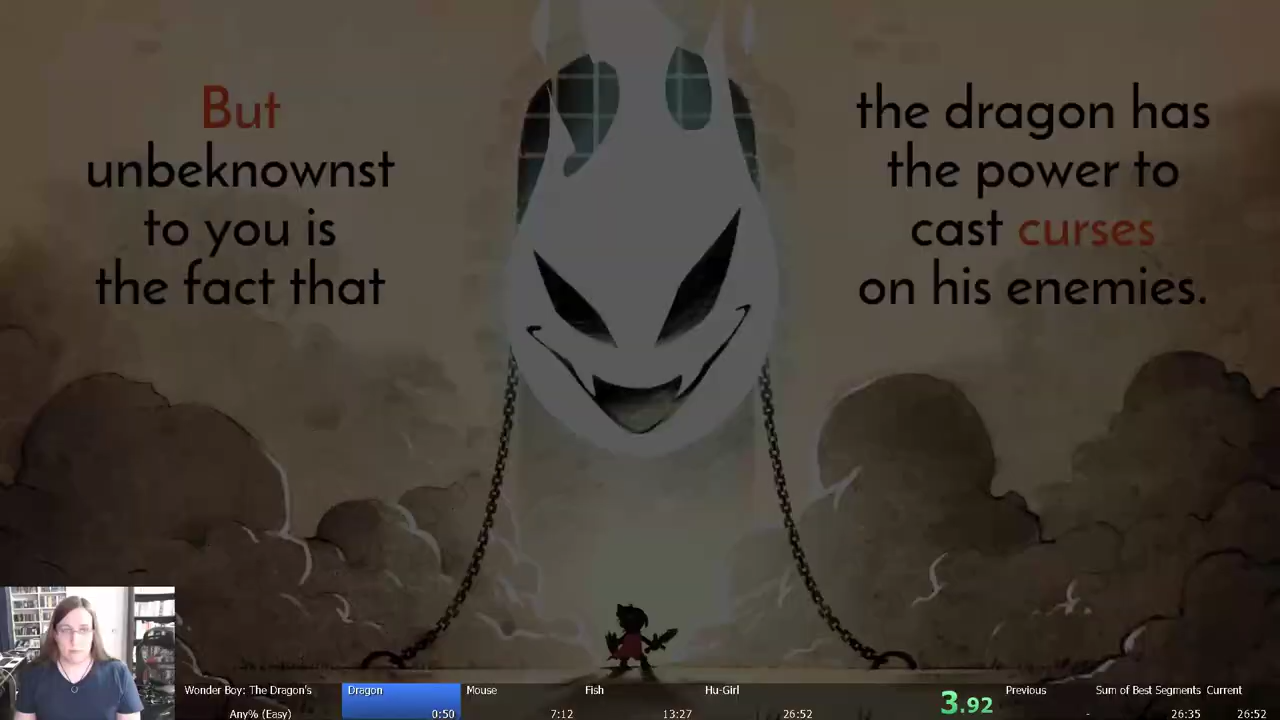 But
unbeknownst
to you is
the fact that
the dragon has
the power to
cast curses
on his enemies.
Wonder Boy: The Dragon's
Any% (Easy)
Dragon
0:50
Mouse
7:12
Fish
13:27
Hu-Girl
26:52
3.92
Previous
-
Sum of Best Segments
26:35
Current
26:52